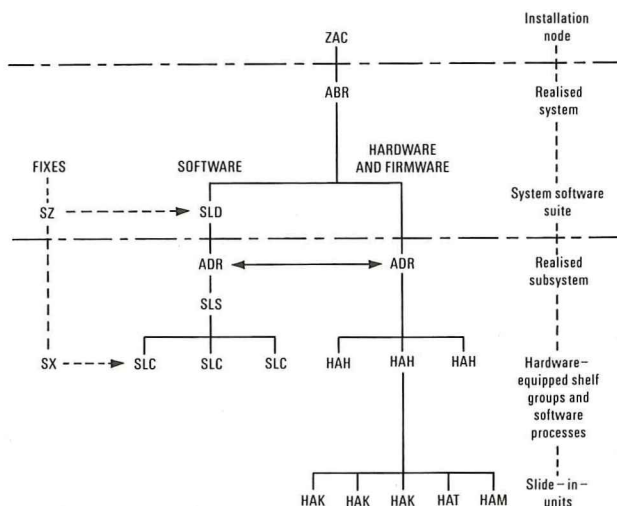 ZAC
Installation
node
ABR
Realised
system
FIXES
SOFTWARE
HARDWARE
AND FIRMWARE
SZ
SLD
System software
suite
ADR
ADR
Realised
subsystem
SLS
SX
SLC
SLC
SLC
HAH
HAH
HAH
Hardware–
equipped shelf
groups and
software
processes
HAK
HAK
HAK
HAT
HAM
Slide–in–
units